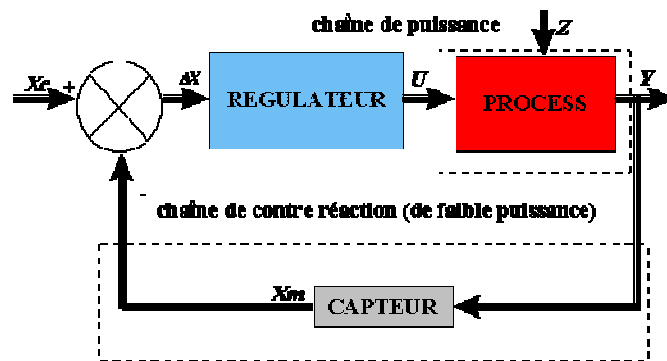 chaîne de puissance
Z
Xc + ΔX REGULATEUR U PROCESS Y
-
chaîne de contre réaction (de faible puissance)
Xm CAPTEUR